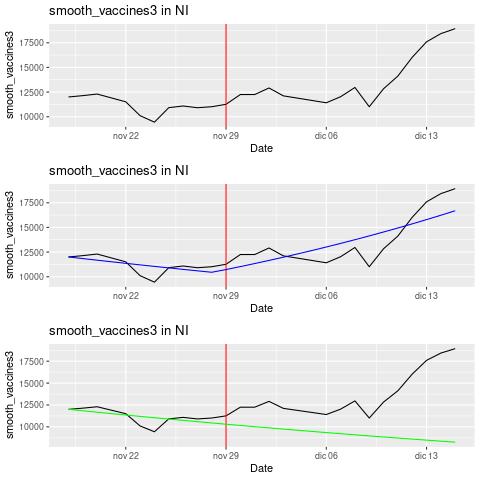 smooth_vaccines3 in NI
smooth_vaccines3
17500
15000
12500
10000
nov 22
nov 29
dic 06
dic 13
Date
smooth_vaccines3 in NI
smooth_vaccines3
17500
15000
12500
10000
nov 22
nov 29
dic 06
dic 13
Date
smooth_vaccines3 in NI
smooth_vaccines3
17500
15000
12500
10000
nov 22
nov 29
dic 06
dic 13
Date